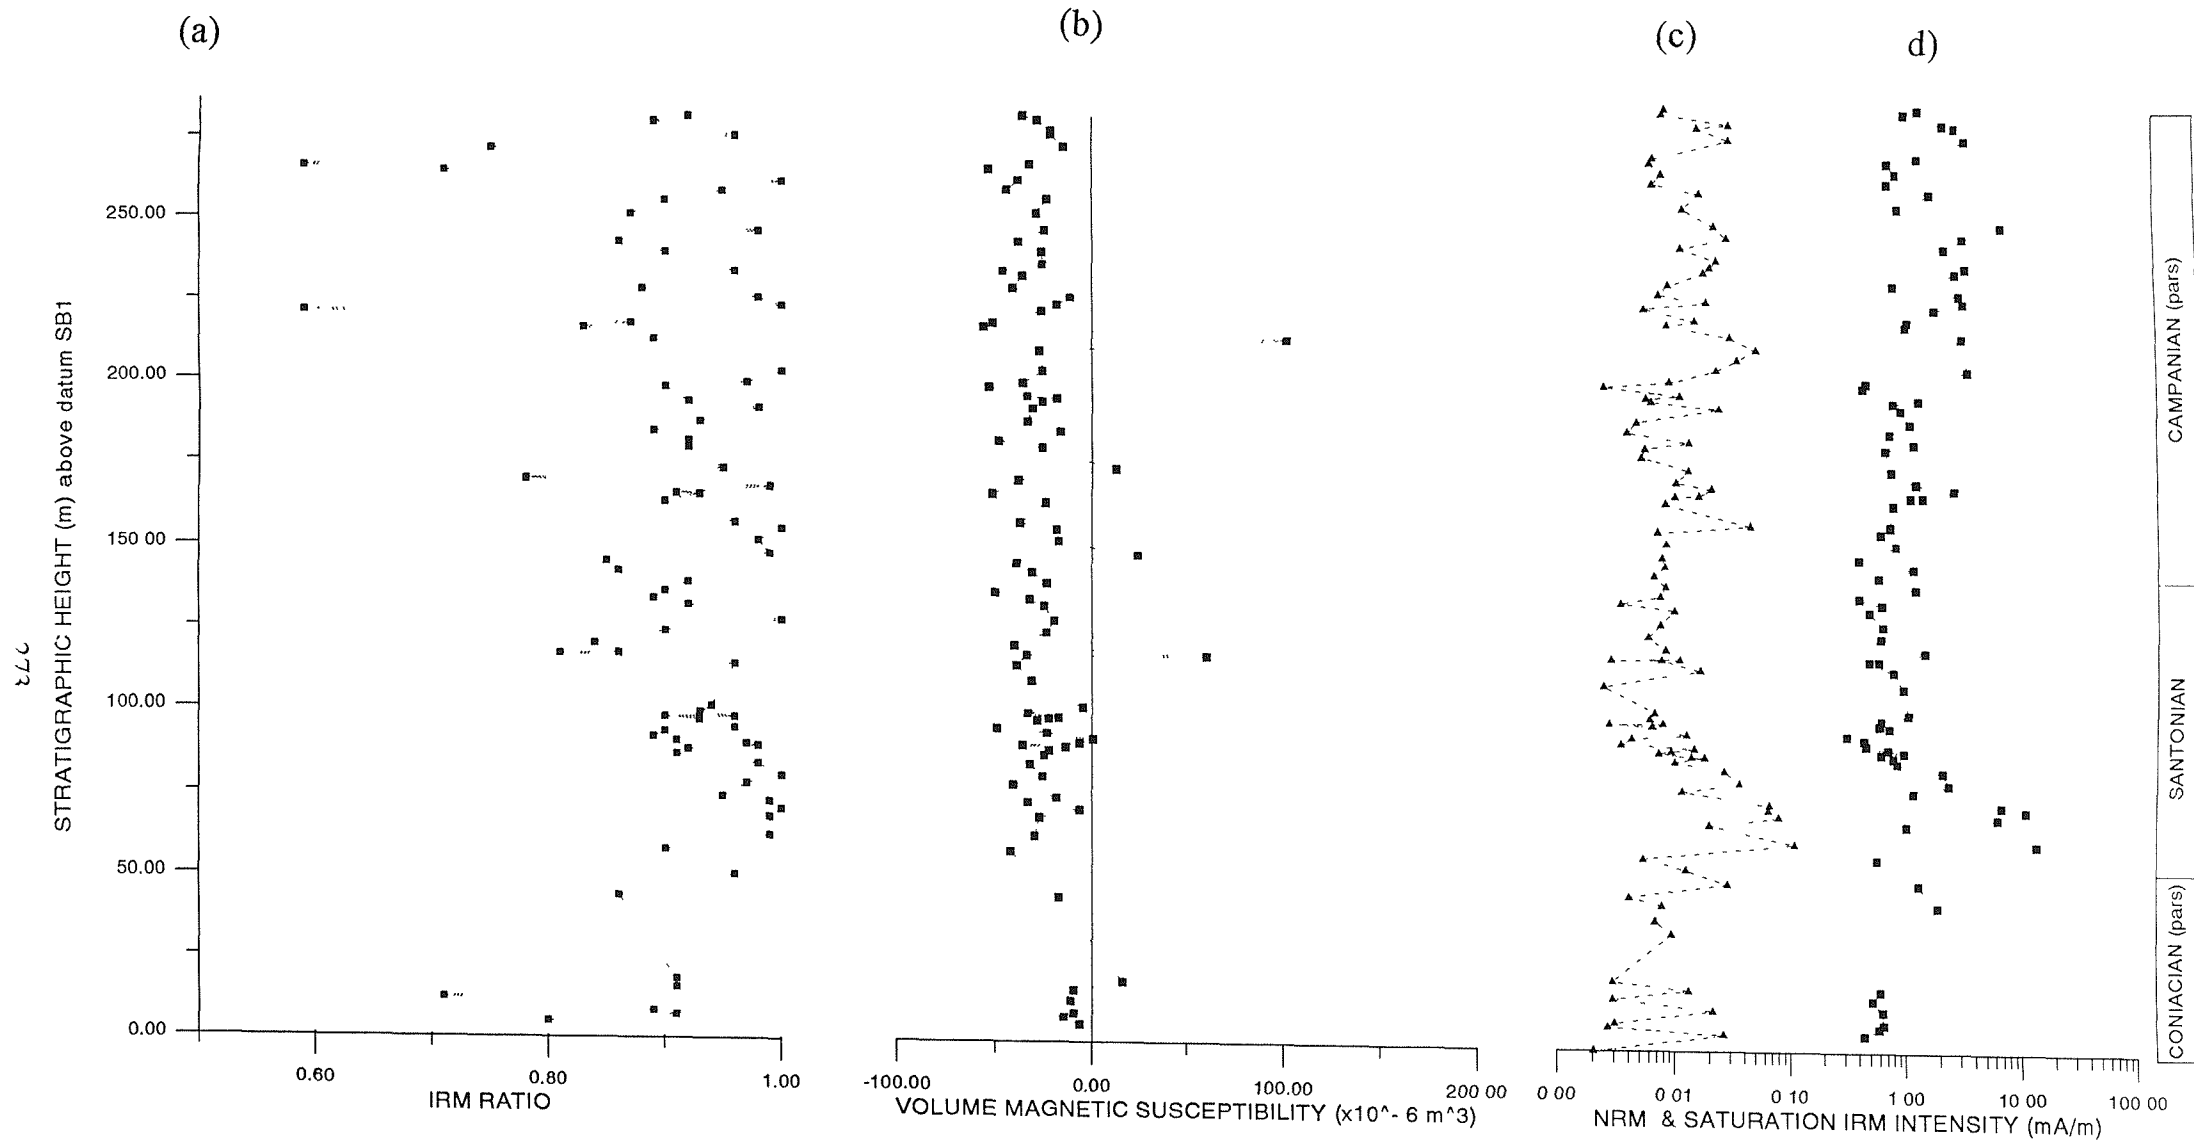 (a)
(b)
(c)
d)
STRATIGRAPHIC HEIGHT (m) above datum SB1
250.00
200.00
150 00
100.00
50.00
0.00
0.60
0.80
1.00
IRM RATIO
-100.00
0.00
100.00
200 00
VOLUME MAGNETIC SUSCEPTIBILITY (x10^- 6 m^3)
0 00
0 01
0 10
1 00
10 00
100 00
NRM & SATURATION IRM INTENSITY (mA/m)
CAMPANIAN (pars)
SANTONIAN
CONIACIAN (pars)